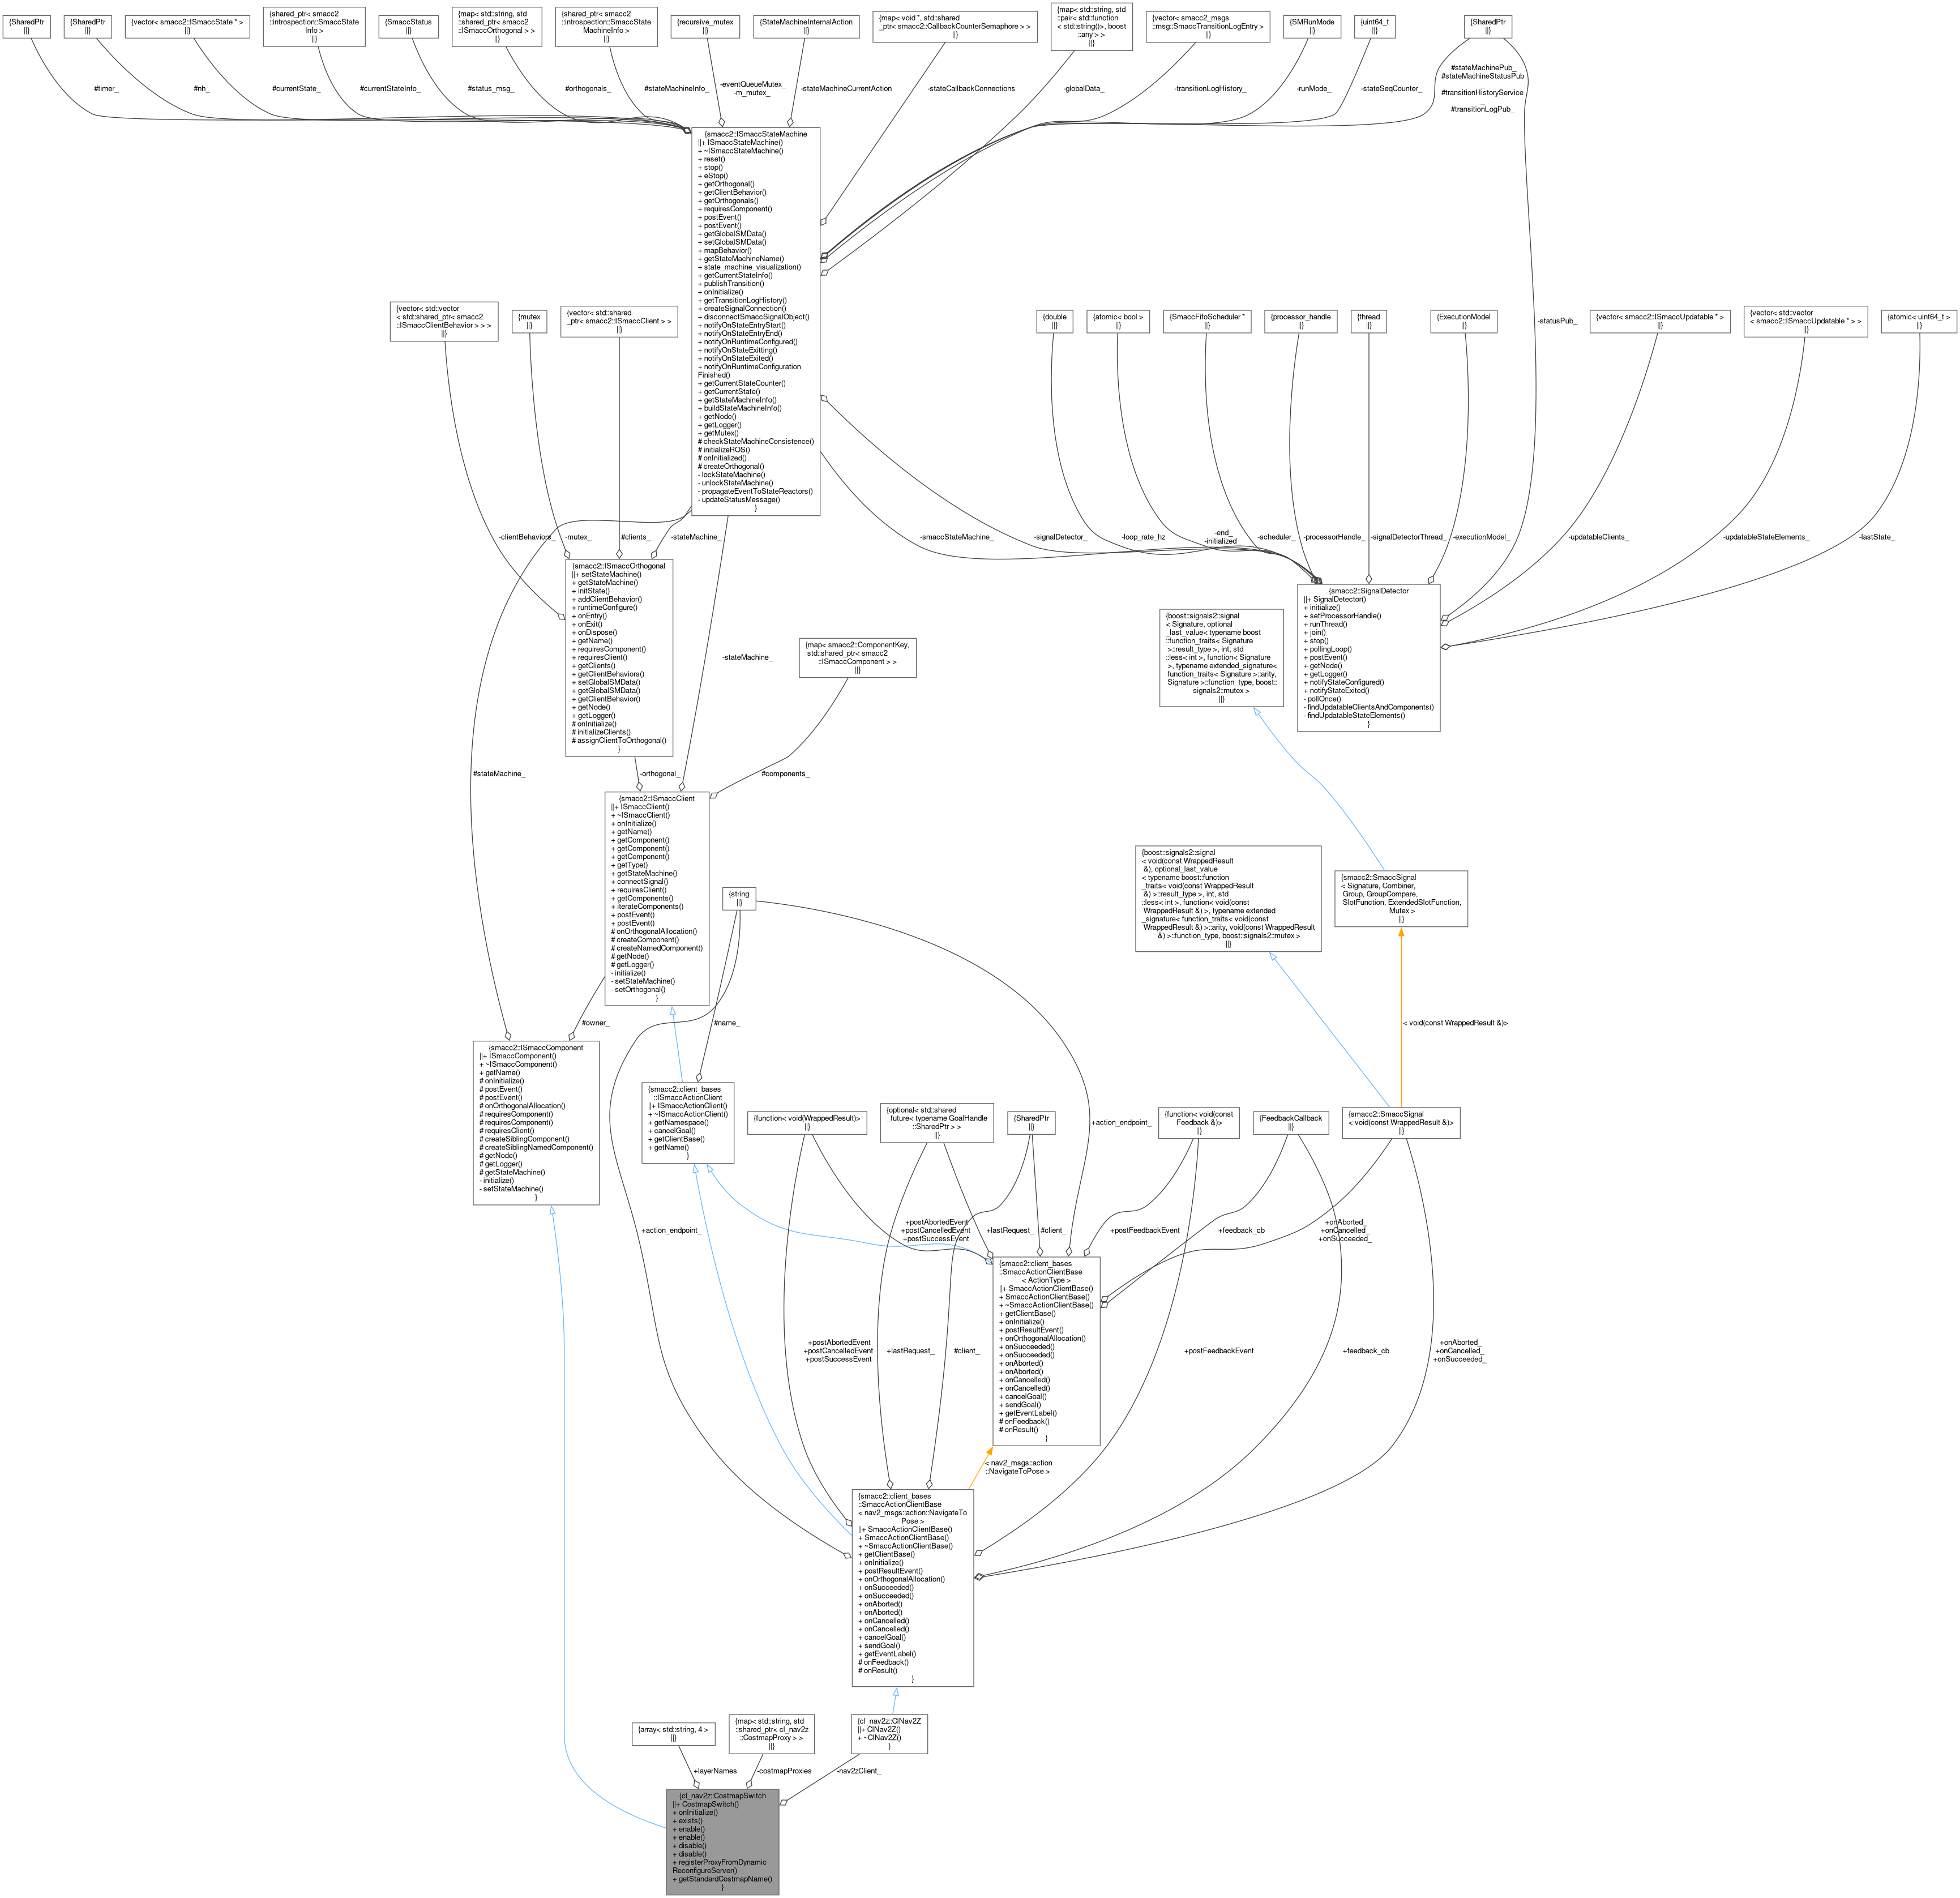 {SharedPtr
||}
{SharedPtr
||}
{vector< smacc2::ISmaccState * >
||}
{shared_ptr< smacc2
::introspection::SmaccState
Info >
||}
{SmaccStatus
||}
{map< std::string, std
::shared_ptr< smacc2
::ISmaccOrthogonal > >
||}
{shared_ptr< smacc2
::introspection::SmaccState
MachineInfo >
||}
{recursive_mutex
||}
{StateMachineInternalAction
||}
{map< void *, std::shared
_ptr< smacc2::CallbackCounterSemaphore > >
||}
{map< std::string, std
::pair< std::function
< std::string()>, boost
::any > >
||}
{vector< smacc2_msgs
::msg::SmaccTransitionLogEntry >
||}
{SMRunMode
||}
{uint64_t
||}
{SharedPtr
||}
#timer_
#nh_
#currentState_
#currentStateInfo_
#status_msg_
#orthogonals_
#stateMachineInfo_
-eventQueueMutex_
-m_mutex_
-stateMachineCurrentAction
-stateCallbackConnections
-globalData_
-transitionLogHistory_
-runMode_
-stateSeqCounter_
#stateMachinePub_
#stateMachineStatusPub
_
#transitionHistoryService
_
#transitionLogPub_
{smacc2::ISmaccStateMachine
||+ ISmaccStateMachine()
+ ~ISmaccStateMachine()
+ reset()
+ stop()
+ eStop()
+ getOrthogonal()
+ getClientBehavior()
+ getOrthogonals()
+ requiresComponent()
+ postEvent()
+ postEvent()
+ getGlobalSMData()
+ setGlobalSMData()
+ mapBehavior()
+ getStateMachineName()
+ state_machine_visualization()
+ getCurrentStateInfo()
+ publishTransition()
+ onInitialize()
+ getTransitionLogHistory()
+ createSignalConnection()
+ disconnectSmaccSignalObject()
+ notifyOnStateEntryStart()
+ notifyOnStateEntryEnd()
+ notifyOnRuntimeConfigured()
+ notifyOnStateExitting()
+ notifyOnStateExited()
+ notifyOnRuntimeConfiguration
Finished()
+ getCurrentStateCounter()
+ getCurrentState()
+ getStateMachineInfo()
+ buildStateMachineInfo()
+ getNode()
+ getLogger()
+ getMutex()
# checkStateMachineConsistence()
# initializeROS()
# onInitialized()
# createOrthogonal()
- lockStateMachine()
- unlockStateMachine()
- propagateEventToStateReactors()
- updateStatusMessage()
}
{vector< std::vector
< std::shared_ptr< smacc2
::ISmaccClientBehavior > > >
||}
{mutex
||}
{vector< std::shared
_ptr< smacc2::ISmaccClient > >
||}
{double
||}
{atomic< bool >
||}
{SmaccFifoScheduler *
||}
{processor_handle
||}
{thread
||}
{ExecutionModel
||}
-statusPub_
{vector< smacc2::ISmaccUpdatable * >
||}
{vector< std::vector
< smacc2::ISmaccUpdatable * > >
||}
{atomic< uint64_t >
||}
-clientBehaviors_
-mutex_
#clients_
-stateMachine_
-smaccStateMachine_
-signalDetector_
-loop_rate_hz
-end_
-initialized_
-scheduler_
-processorHandle_
-signalDetectorThread_
-executionModel_
-updatableClients_
-updatableStateElements_
-lastState_
{smacc2::ISmaccOrthogonal
||+ setStateMachine()
+ getStateMachine()
+ initState()
+ addClientBehavior()
+ runtimeConfigure()
+ onEntry()
+ onExit()
+ onDispose()
+ getName()
+ requiresComponent()
+ requiresClient()
+ getClients()
+ getClientBehaviors()
+ setGlobalSMData()
+ getGlobalSMData()
+ getClientBehavior()
+ getNode()
+ getLogger()
# onInitialize()
# initializeClients()
# assignClientToOrthogonal()
}
{smacc2::SignalDetector
||+ SignalDetector()
+ initialize()
+ setProcessorHandle()
+ runThread()
+ join()
+ stop()
+ pollingLoop()
+ postEvent()
+ getNode()
+ getLogger()
+ notifyStateConfigured()
+ notifyStateExited()
- pollOnce()
- findUpdatableClientsAndComponents()
- findUpdatableStateElements()
}
{boost::signals2::signal
< Signature, optional
_last_value< typename boost
::function_traits< Signature
>::result_type >, int, std
::less< int >, function< Signature
>, typename extended_signature<
function_traits< Signature >::arity,
Signature >::function_type, boost::
signals2::mutex >
||}
-stateMachine_
{map< smacc2::ComponentKey,
std::shared_ptr< smacc2
::ISmaccComponent > >
||}
#stateMachine_
-orthogonal_
#components_
{smacc2::ISmaccClient
||+ ISmaccClient()
+ ~ISmaccClient()
+ onInitialize()
+ getName()
+ getComponent()
+ getComponent()
+ getComponent()
+ getType()
+ getStateMachine()
+ connectSignal()
+ requiresClient()
+ getComponents()
+ iterateComponents()
+ postEvent()
+ postEvent()
# onOrthogonalAllocation()
# createComponent()
# createNamedComponent()
# getNode()
# getLogger()
- initialize()
- setStateMachine()
- setOrthogonal()
}
{string
||}
{boost::signals2::signal
< void(const WrappedResult
&), optional_last_value
< typename boost::function
_traits< void(const WrappedResult
&) >::result_type >, int, std
::less< int >, function< void(const
WrappedResult &) >, typename extended
_signature< function_traits< void(const
WrappedResult &) >::arity, void(const WrappedResult
&) >::function_type, boost::signals2::mutex >
||}
{smacc2::SmaccSignal
< Signature, Combiner,
Group, GroupCompare,
SlotFunction, ExtendedSlotFunction,
Mutex >
||}
#owner_
#name_
< void(const WrappedResult &)>
{smacc2::ISmaccComponent
||+ ISmaccComponent()
+ ~ISmaccComponent()
+ getName()
# onInitialize()
# postEvent()
# postEvent()
# onOrthogonalAllocation()
# requiresComponent()
# requiresComponent()
# requiresClient()
# createSiblingComponent()
# createSiblingNamedComponent()
# getNode()
# getLogger()
# getStateMachine()
- initialize()
- setStateMachine()
}
{smacc2::client_bases
::ISmaccActionClient
||+ ISmaccActionClient()
+ ~ISmaccActionClient()
+ getNamespace()
+ cancelGoal()
+ getClientBase()
+ getName()
}
{function< void(WrappedResult)>
||}
{optional< std::shared
_future< typename GoalHandle
::SharedPtr > >
||}
{SharedPtr
||}
+action_endpoint_
{function< void(const
Feedback &)>
||}
{FeedbackCallback
||}
{smacc2::SmaccSignal
< void(const WrappedResult &)>
||}
+action_endpoint_
+postAbortedEvent
+postCancelledEvent
+postSuccessEvent
+lastRequest_
#client_
+postFeedbackEvent
+feedback_cb
+onAborted_
+onCancelled_
+onSucceeded_
{smacc2::client_bases
::SmaccActionClientBase
< ActionType >
||+ SmaccActionClientBase()
+ SmaccActionClientBase()
+ ~SmaccActionClientBase()
+ getClientBase()
+ onInitialize()
+ postResultEvent()
+ onOrthogonalAllocation()
+ onSucceeded()
+ onSucceeded()
+ onAborted()
+ onAborted()
+ onCancelled()
+ onCancelled()
+ cancelGoal()
+ sendGoal()
+ getEventLabel()
# onFeedback()
# onResult()
}
+postAbortedEvent
+postCancelledEvent
+postSuccessEvent
+lastRequest_
#client_
+postFeedbackEvent
+feedback_cb
+onAborted_
+onCancelled_
+onSucceeded_
< nav2_msgs::action
::NavigateToPose >
{smacc2::client_bases
::SmaccActionClientBase
< nav2_msgs::action::NavigateTo
Pose >
||+ SmaccActionClientBase()
+ SmaccActionClientBase()
+ ~SmaccActionClientBase()
+ getClientBase()
+ onInitialize()
+ postResultEvent()
+ onOrthogonalAllocation()
+ onSucceeded()
+ onSucceeded()
+ onAborted()
+ onAborted()
+ onCancelled()
+ onCancelled()
+ cancelGoal()
+ sendGoal()
+ getEventLabel()
# onFeedback()
# onResult()
}
{array< std::string, 4 >
||}
{map< std::string, std
::shared_ptr< cl_nav2z
::CostmapProxy > >
||}
{cl_nav2z::ClNav2Z
||+ ClNav2Z()
+ ~ClNav2Z()
}
+layerNames
-costmapProxies
-nav2zClient_
{cl_nav2z::CostmapSwitch
||+ CostmapSwitch()
+ onInitialize()
+ exists()
+ enable()
+ enable()
+ disable()
+ disable()
+ registerProxyFromDynamic
ReconfigureServer()
+ getStandardCostmapName()
}